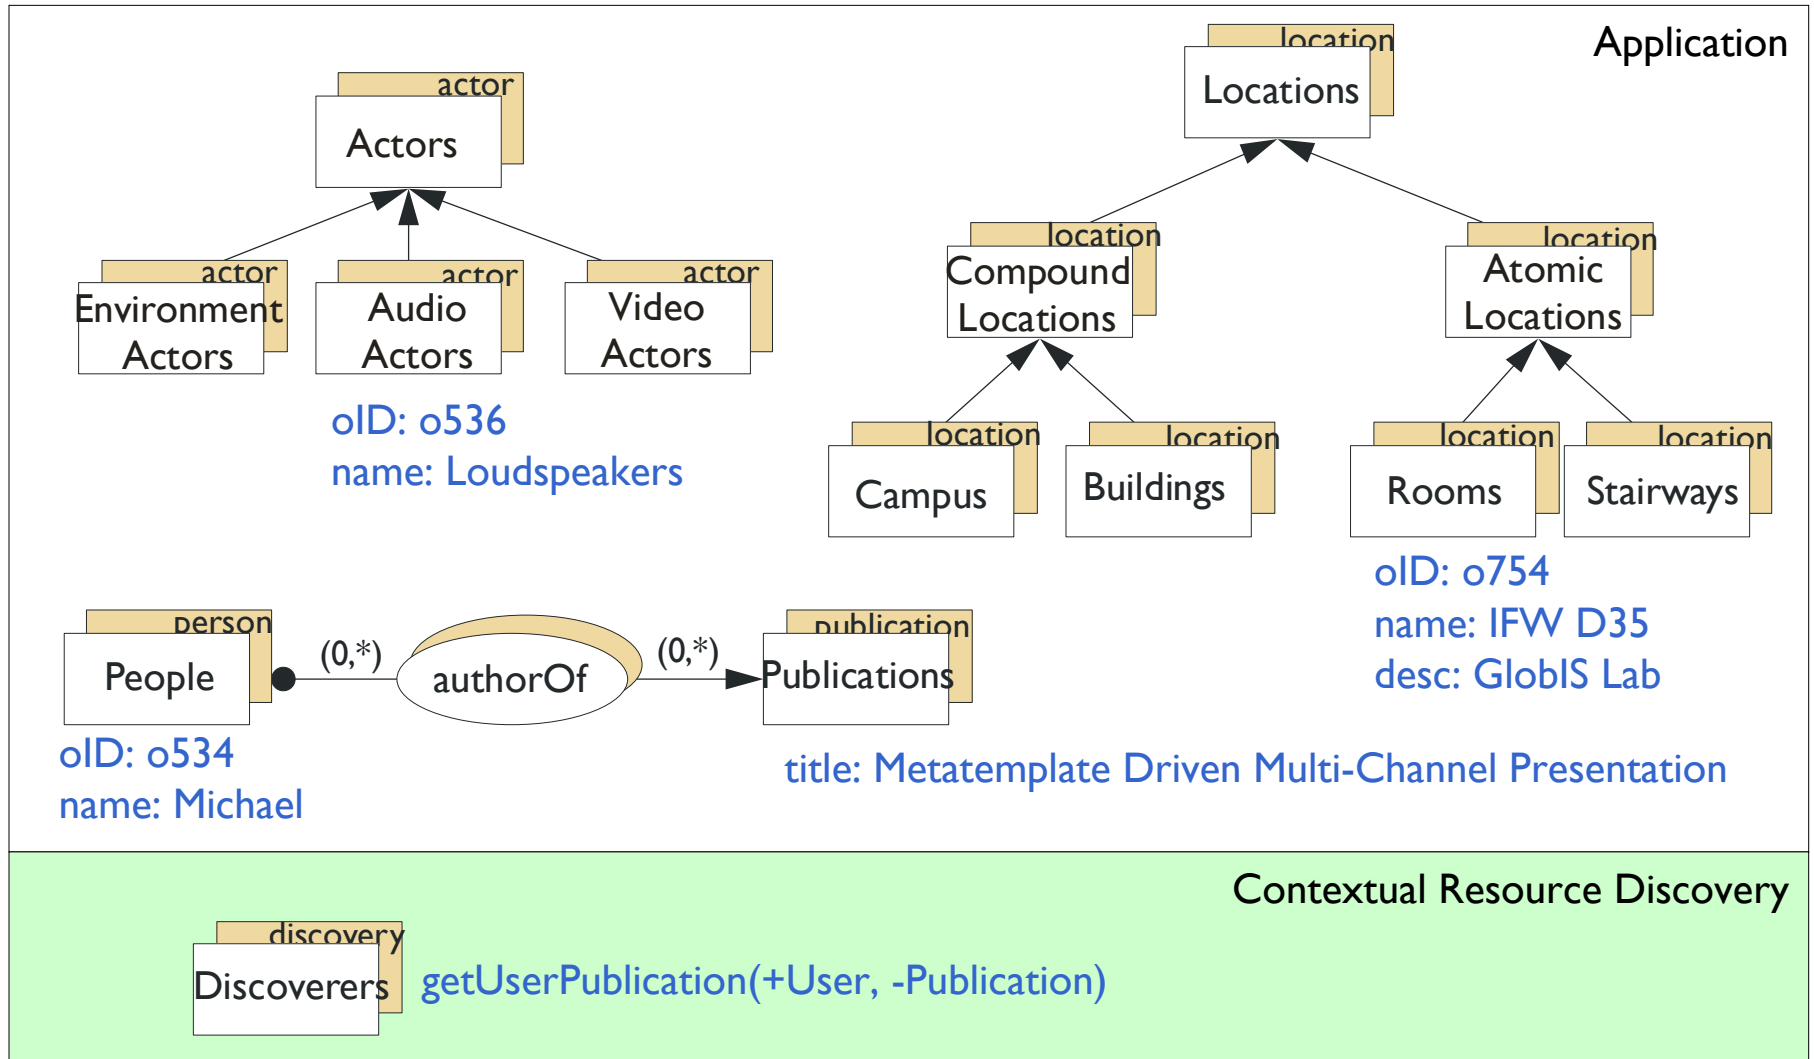 Application
location
Locations
actor
Actors
location
Compound
Locations
location
Atomic
Locations
actor
Environment
Actors
actor
Audio
Actors
actor
Video
Actors
oID: o536
name: Loudspeakers
location
Campus
location
Buildings
location
Rooms
location
Stairways
oID: o754
name: IFW D35
desc: GlobIS Lab
person
People
(0,*)
authorOf
(0,*)
publication
Publications
oID: o534
name: Michael
title: Metatemplate Driven Multi-Channel Presentation
Contextual Resource Discovery
discovery
Discoverers
getUserPublication(+User, -Publication)